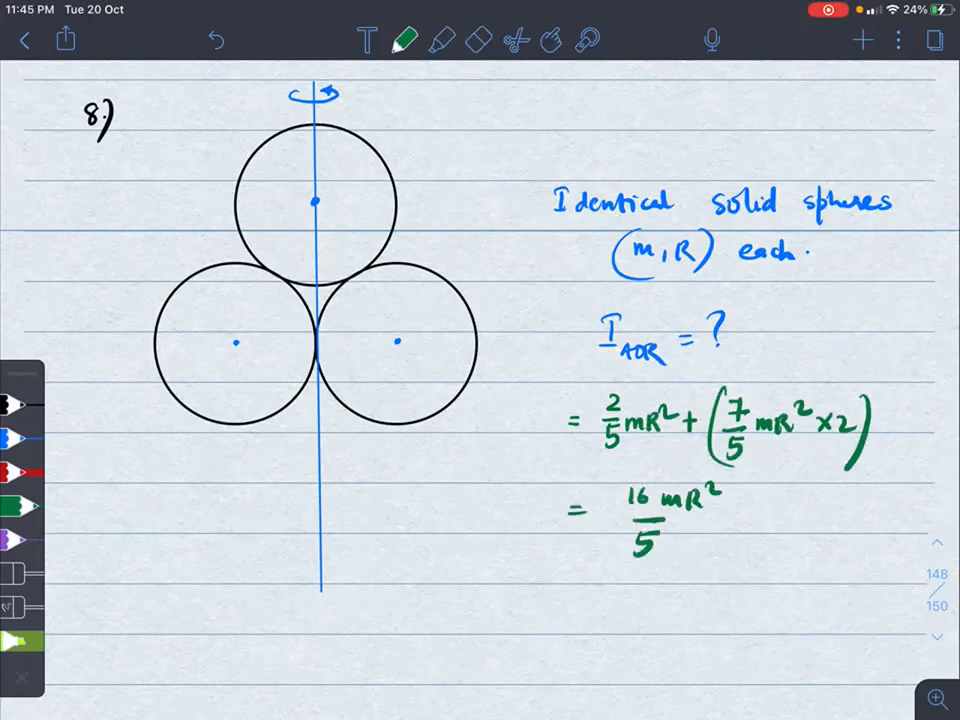 11:45 PM Tue 20 Oct
24%
T
8.)
Identical solid spheres
(m, R) each.
I_AOR = ?
= 2/5 mR² + (7/5 mR² × 2)
= 16/5 mR²
148
/
150